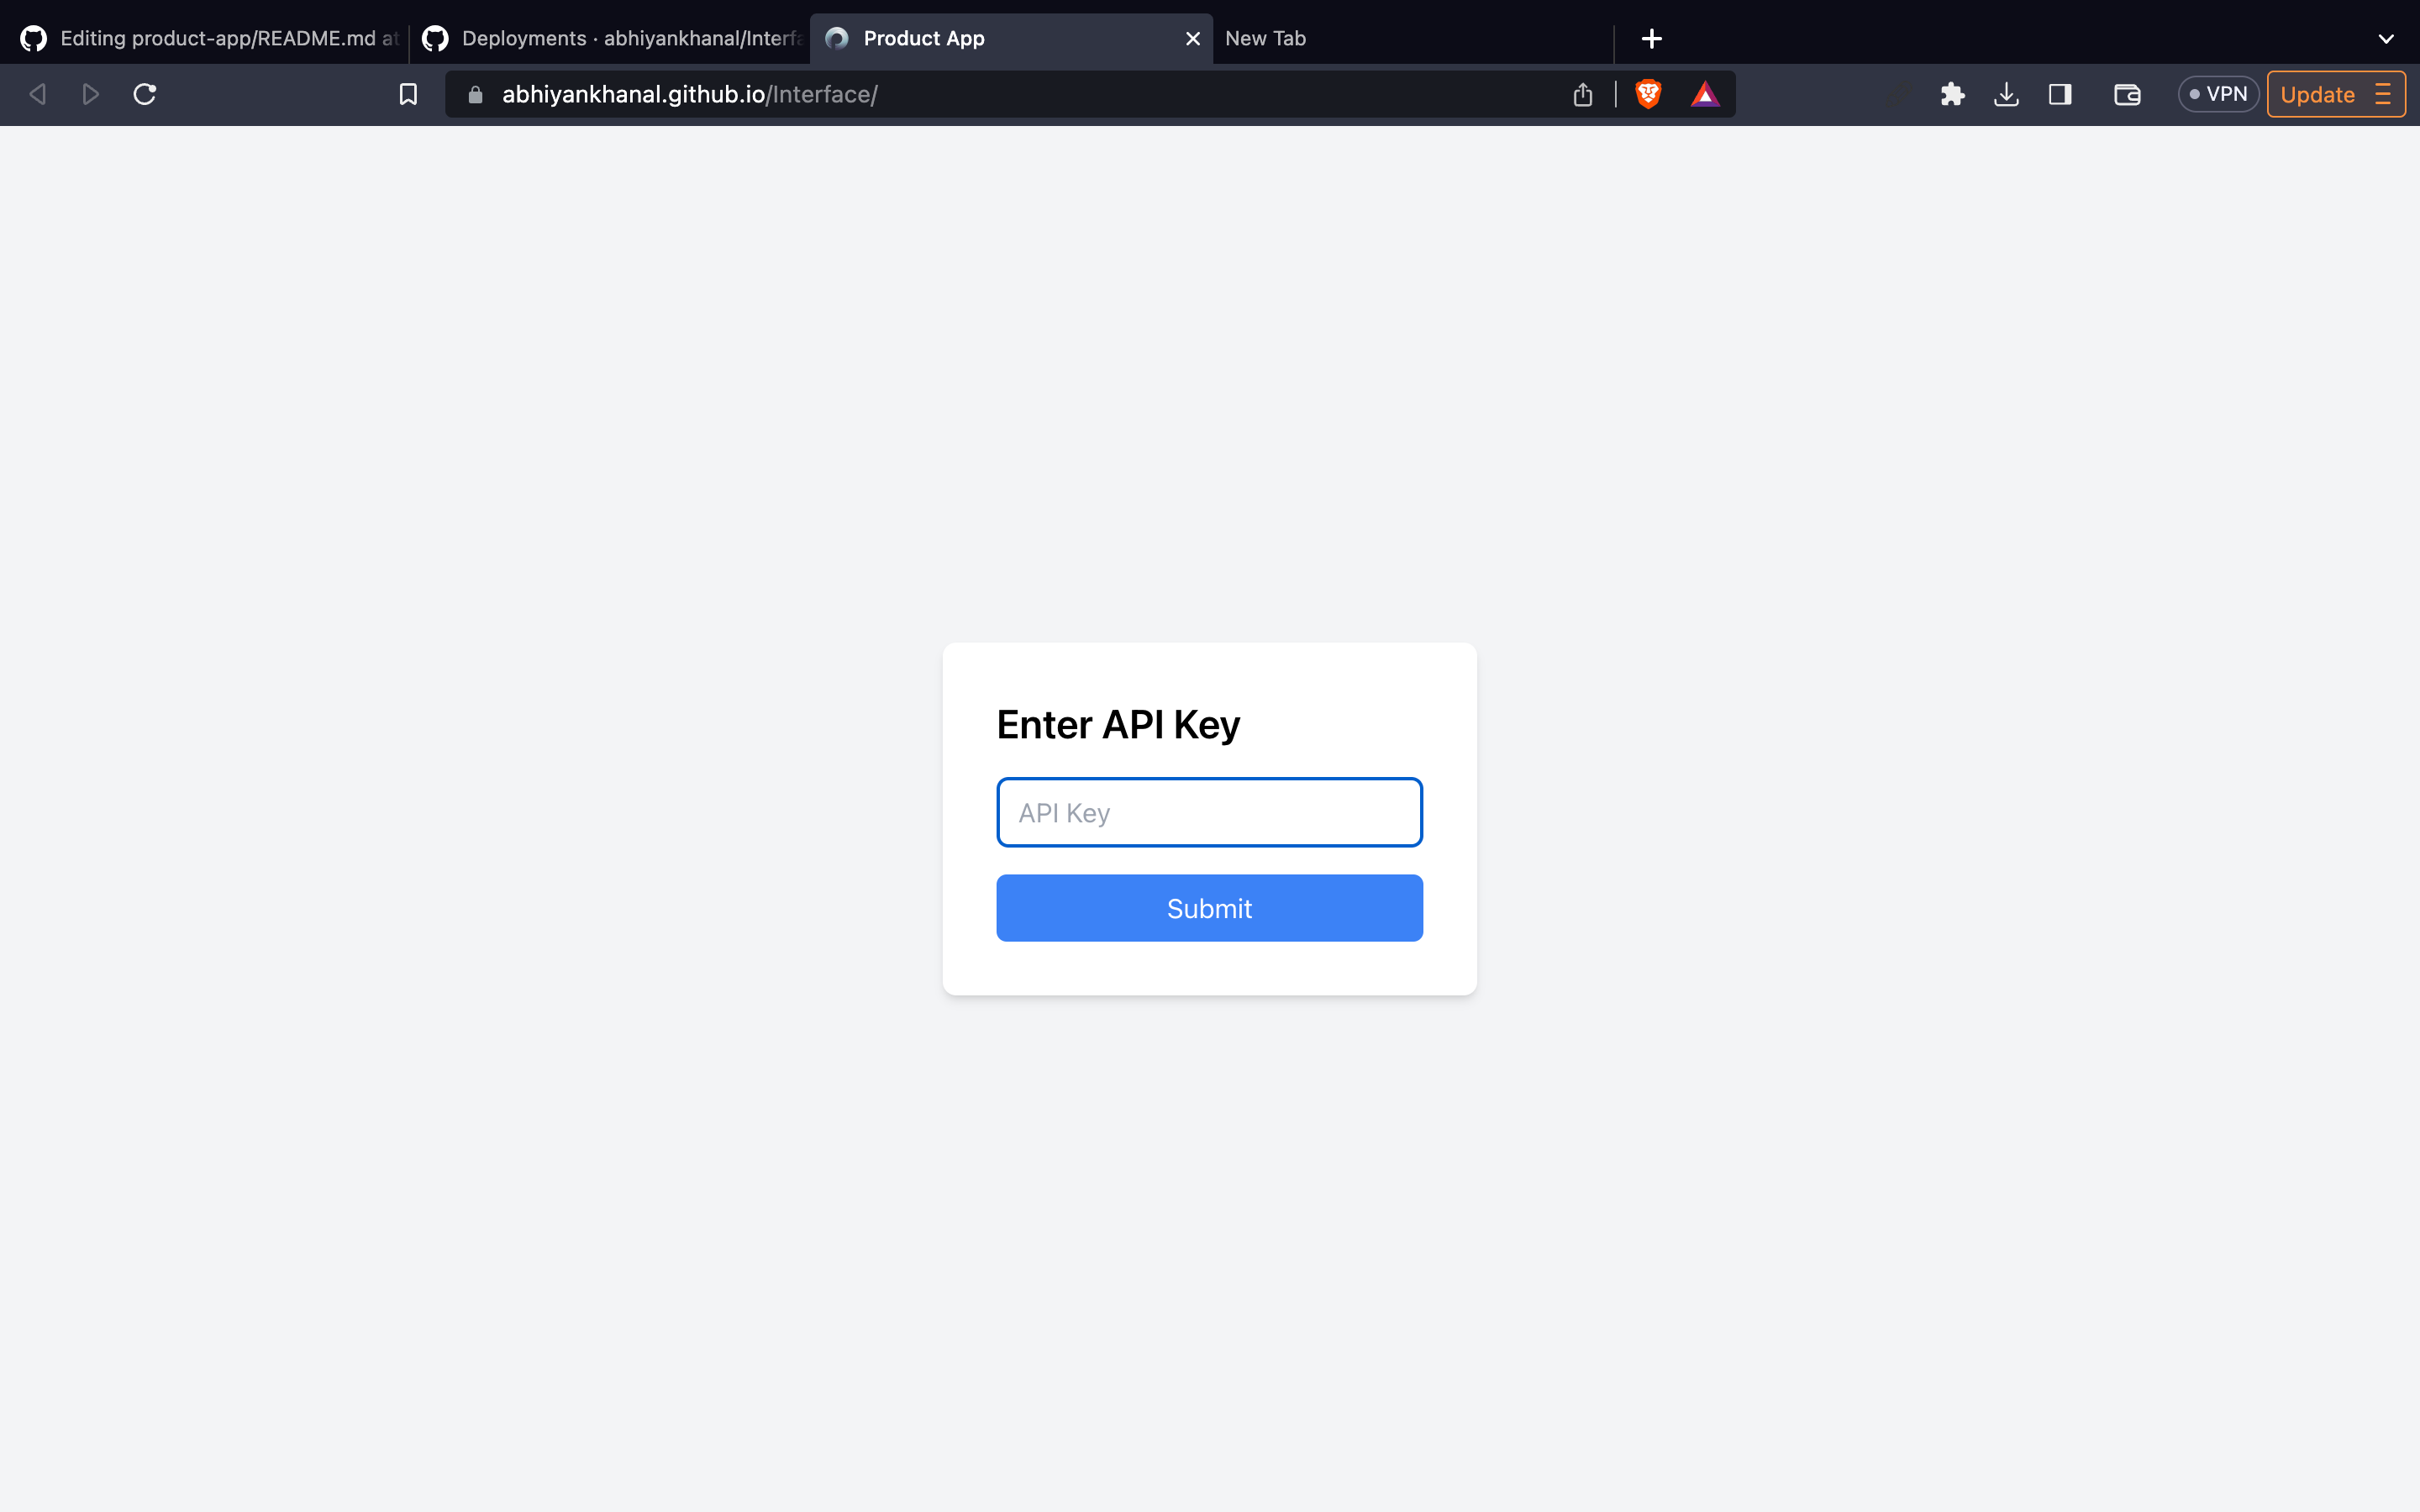 Editing product-app/README.md at
Deployments · abhiyankhanal/Interfa
Product App
New Tab
abhiyankhanal.github.io/Interface/
VPN
Update
Enter API Key
API Key
Submit